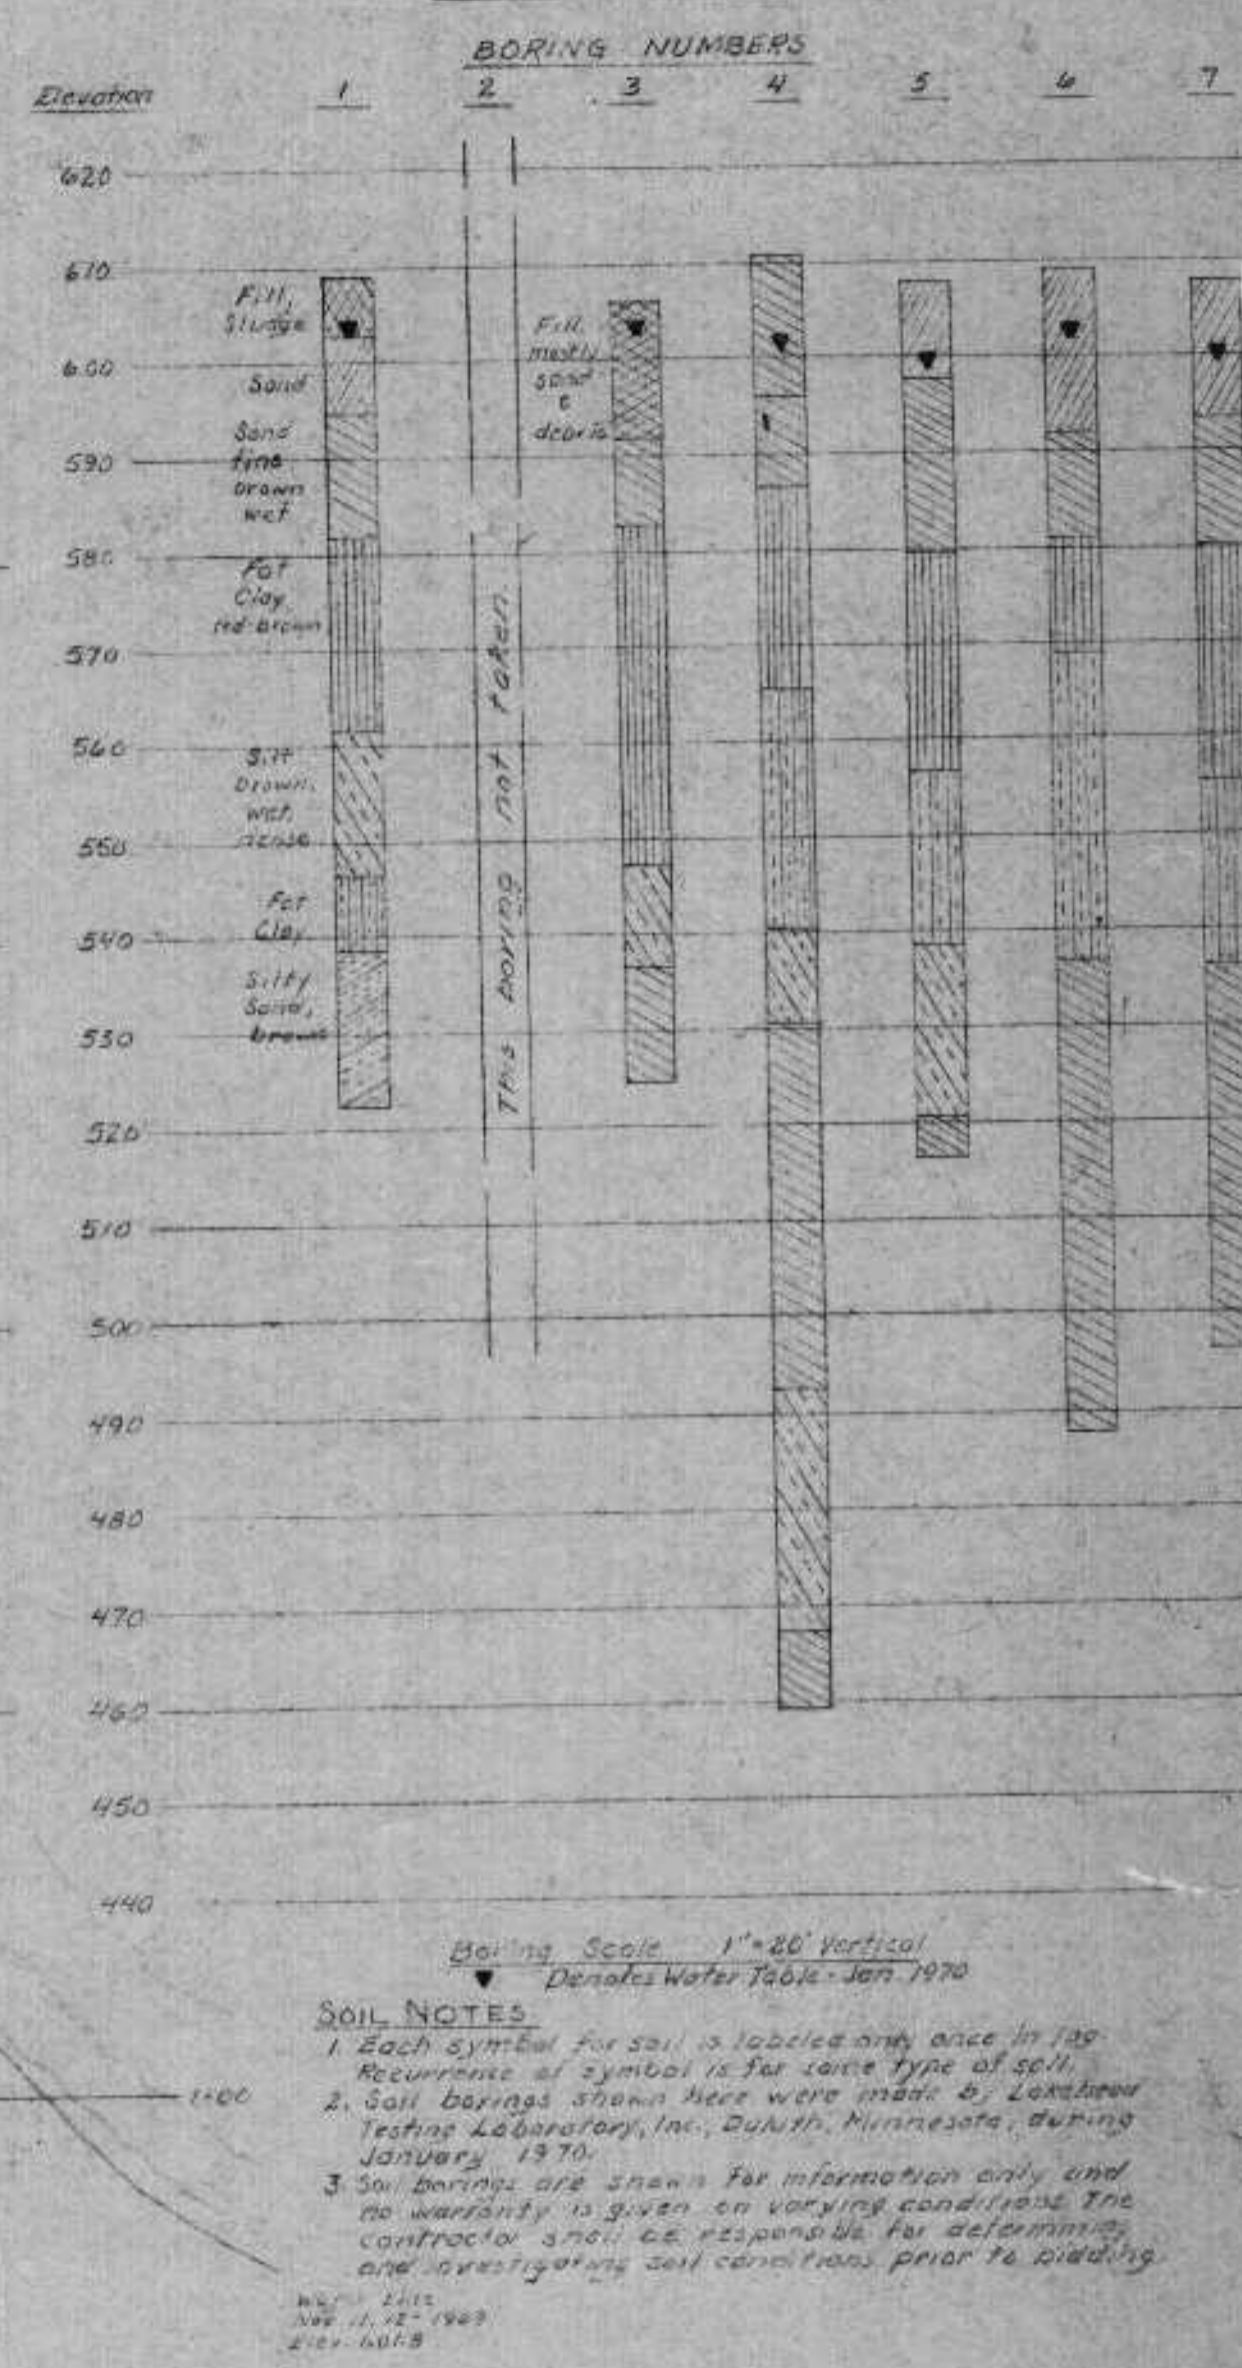 BORING NUMBERS
Elevation 1 2 3 4 5 6 7
620
610
Fill,
Sludge
Fill,
mostly
sand
&
debris
600
Sand
Sand
fine
brown
wet
590
580
Fat
Clay
red-brown
570
560
Silt
brown,
wet,
dense
550
Fat
Clay
540
Silty
Sand,
brown
530
This boring not taken.
520
510
500
490
480
470
460
450
440
Boring Scale 1"=20' Vertical
▼ Denotes Water Table - Jan 1970
SOIL NOTES
1. Each symbol for soil is labeled only once in log.
Recurrence of symbol is for same type of soil.
1+00
2. Soil borings shown here were made by Lakehead
Testing Laboratory, Inc., Duluth, Minnesota, during
January 1970.
3. Soil borings are shown for information only and
no warranty is given on varying conditions. The
contractor shall be responsible for determining
and investigating soil conditions prior to bidding.
Nov 11, 12 - 1969
Elev.